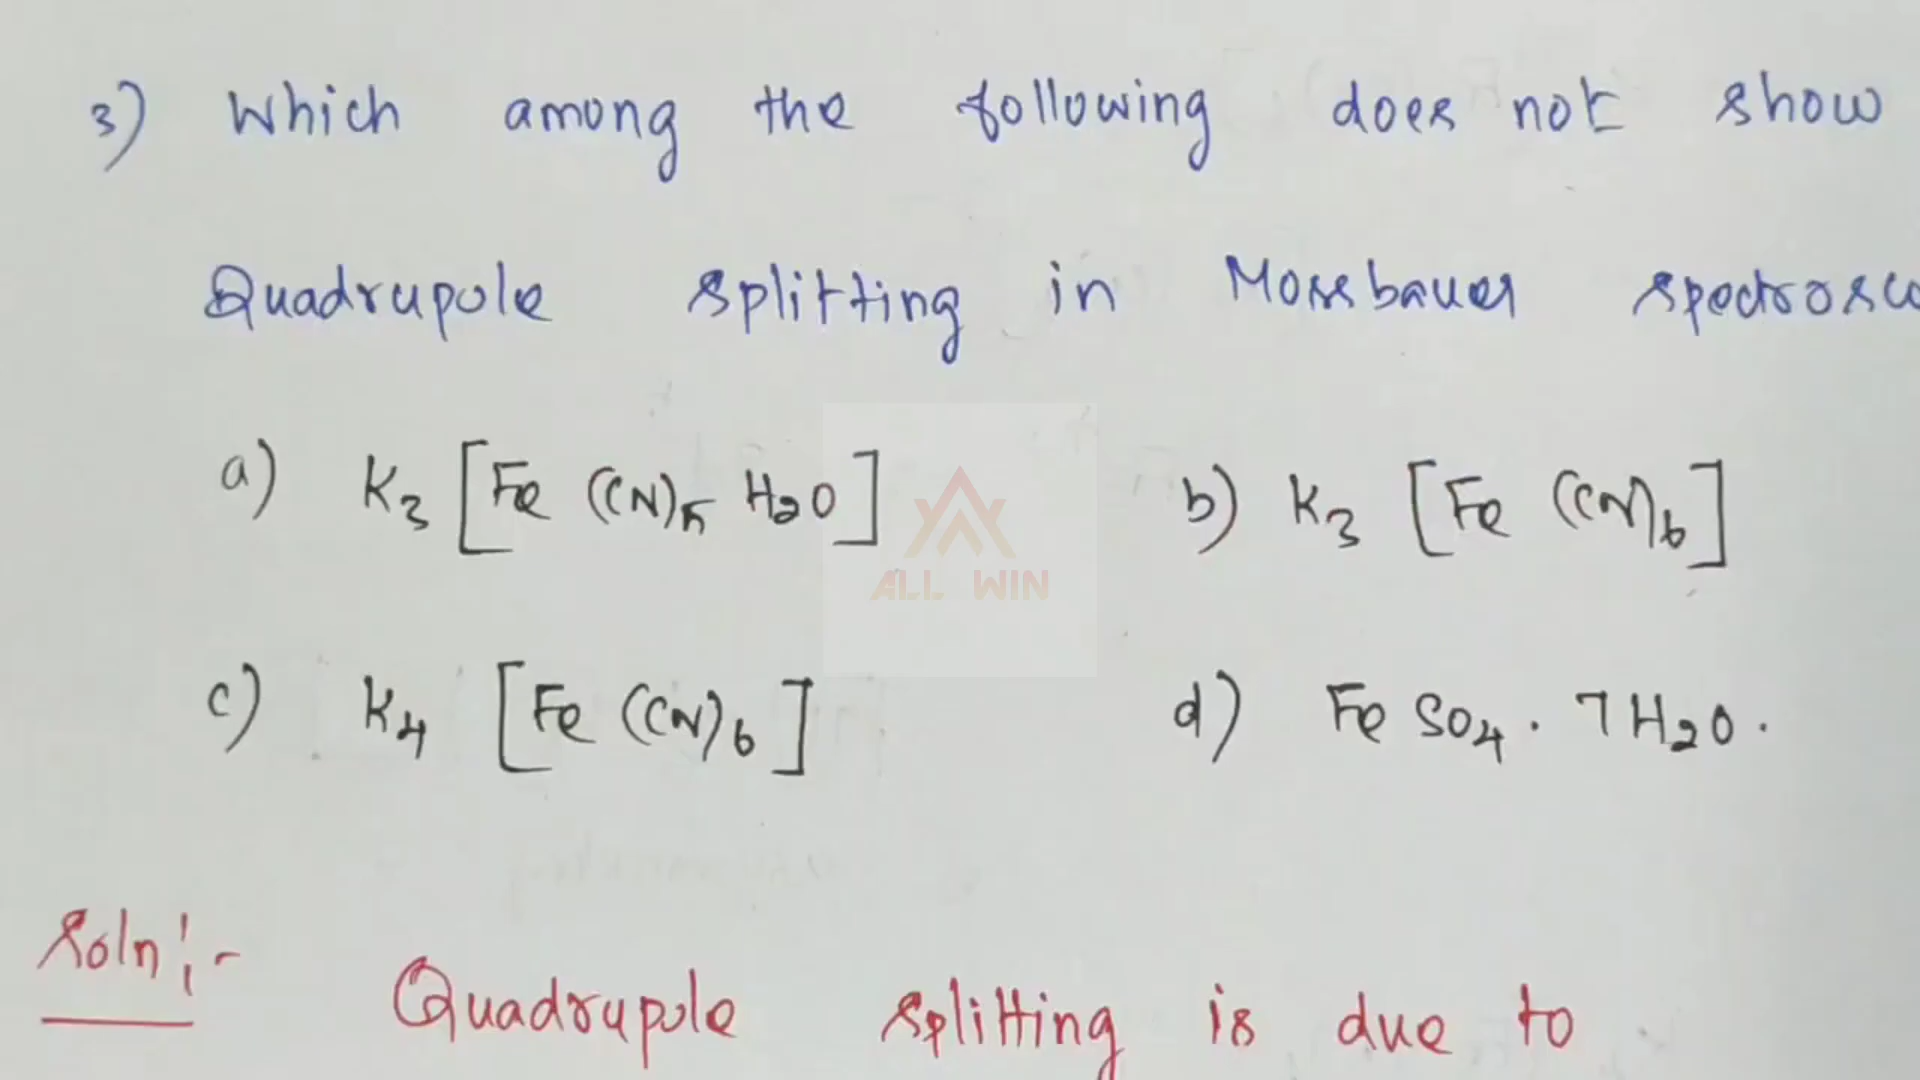 3) Which among the following does not show
Quadrupole splitting in Mossbauer
a) K3 [Fe (CN)5 H2O] b) K3 [Fe (CN)6]
ALL WIN
c) K4 [Fe (CN)6] d) Fe SO4 . 7 H2O .
Soln :-
Quadrupole splitting is due to